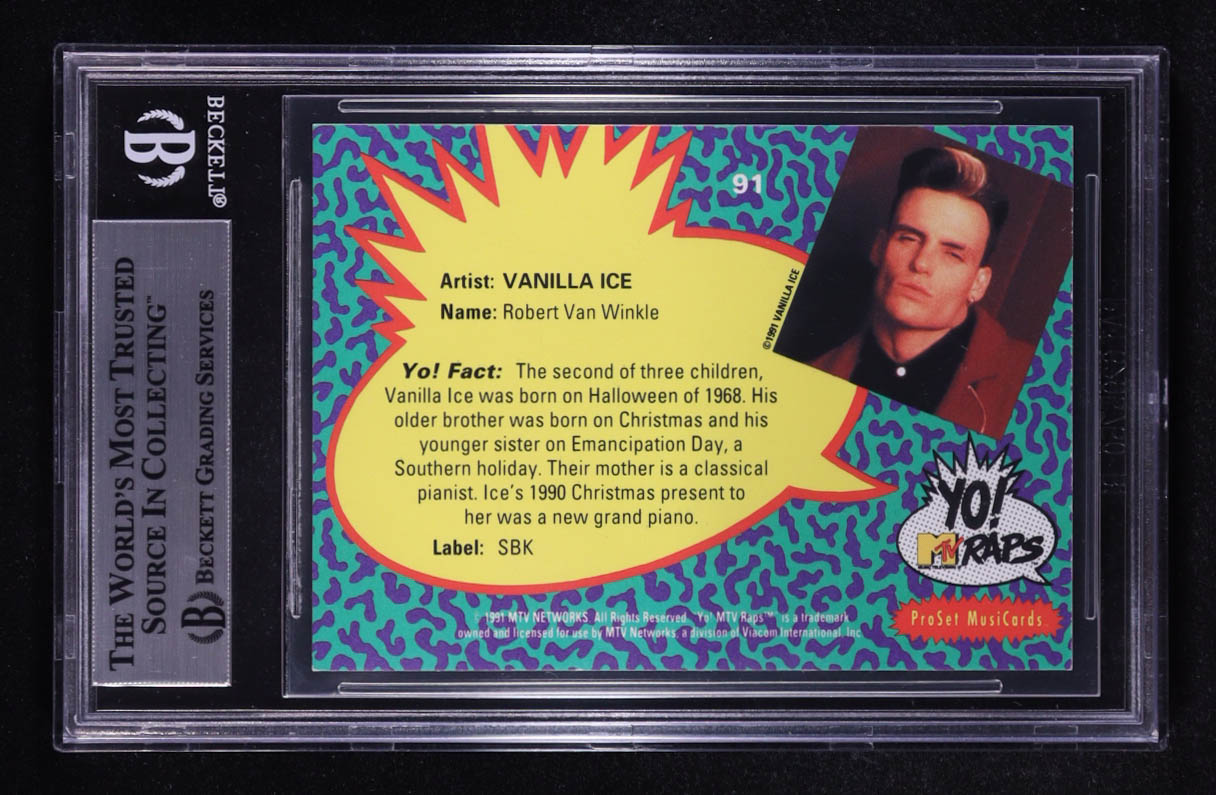 BECKETT®
B
THE WORLD'S MOST TRUSTED
SOURCE IN COLLECTING™
B BECKETT GRADING SERVICES
91
Artist: VANILLA ICE
Name: Robert Van Winkle
Yo! Fact: The second of three children,
Vanilla Ice was born on Halloween of 1968. His
older brother was born on Christmas and his
younger sister on Emancipation Day, a
Southern holiday. Their mother is a classical
pianist. Ice's 1990 Christmas present to
her was a new grand piano.
Label: SBK
©1991 VANILLA ICE
YO!
MTV RAPS
ProSet MusiCards
© 1991 MTV NETWORKS. All Rights Reserved. "Yo! MTV Raps"™ is a trademark
owned and licensed for use by MTV Networks, a division of Viacom International, Inc.